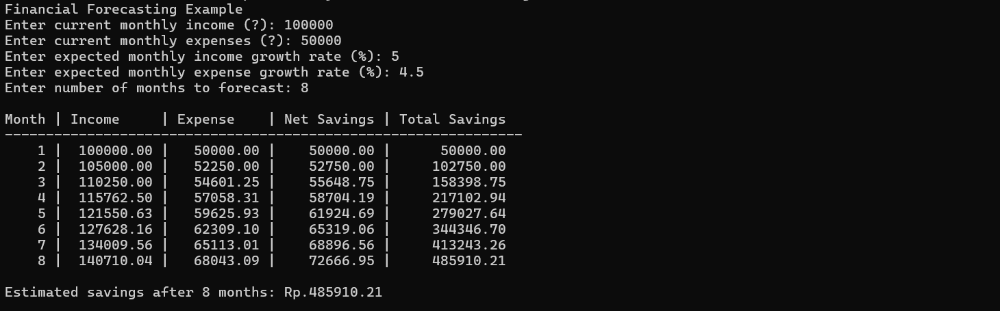 Financial Forecasting Example
Enter current monthly income (?): 100000
Enter current monthly expenses (?): 50000
Enter expected monthly income growth rate (%): 5
Enter expected monthly expense growth rate (%): 4.5
Enter number of months to forecast: 8
Month | Income     | Expense    | Net Savings | Total Savings
---------------------------------------------------------------
    1 |  100000.00 |   50000.00 |    50000.00 |      50000.00
    2 |  105000.00 |   52250.00 |    52750.00 |     102750.00
    3 |  110250.00 |   54601.25 |    55648.75 |     158398.75
    4 |  115762.50 |   57058.31 |    58704.19 |     217102.94
    5 |  121550.63 |   59625.93 |    61924.69 |     279027.64
    6 |  127628.16 |   62309.10 |    65319.06 |     344346.70
    7 |  134009.56 |   65113.01 |    68896.56 |     413243.26
    8 |  140710.04 |   68043.09 |    72666.95 |     485910.21
Estimated savings after 8 months: Rp.485910.21